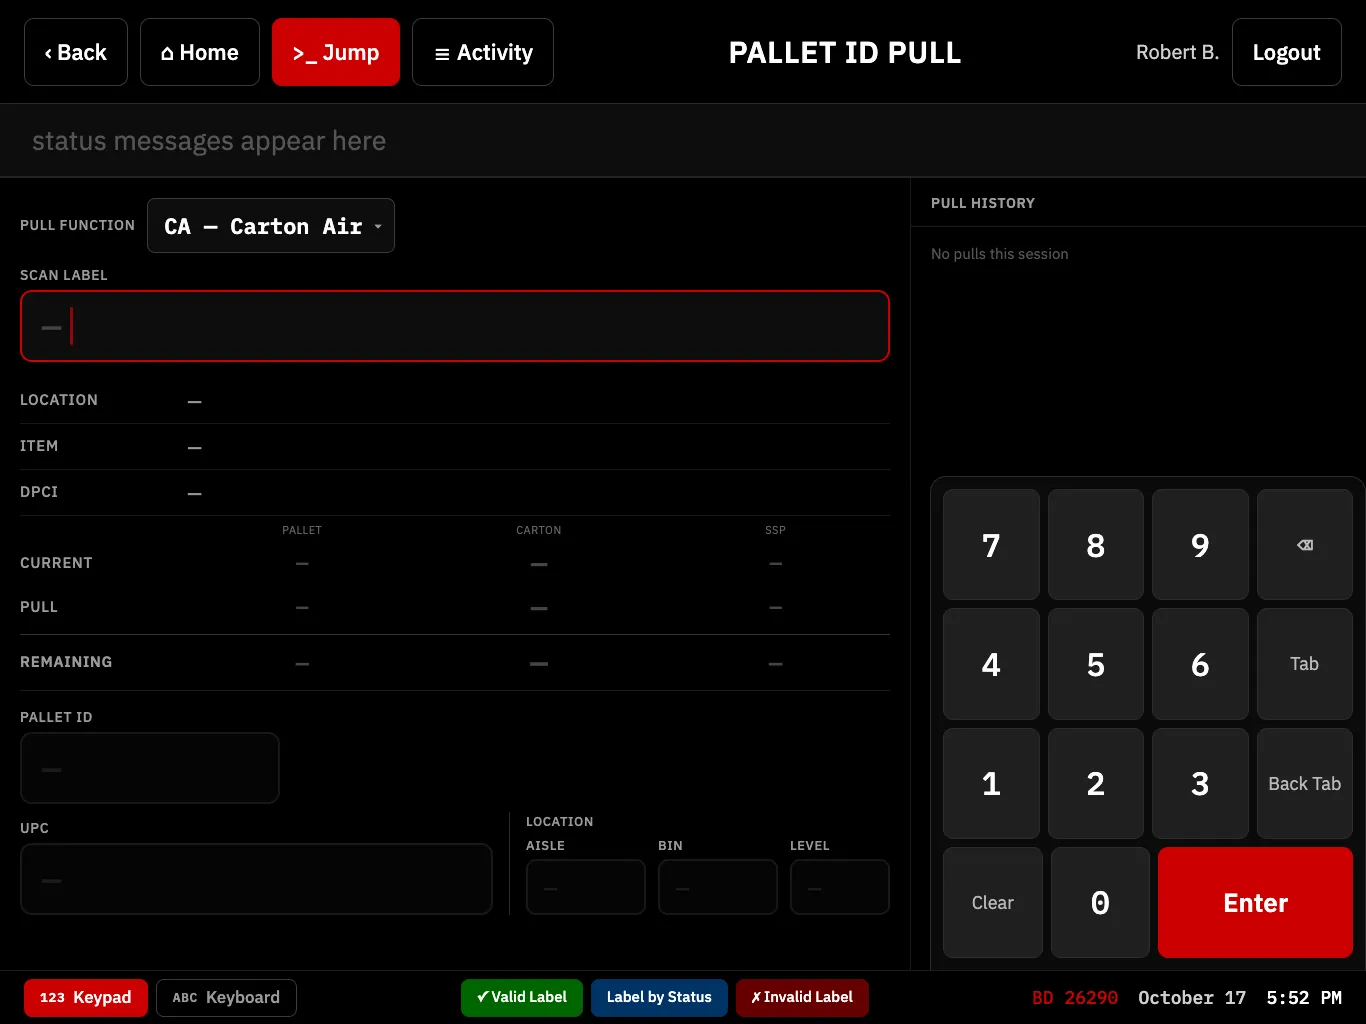 ‹ Back
⌂ Home
>_ Jump
≡ Activity
PALLET ID PULL
Robert B.
Logout
status messages appear here
PULL FUNCTION
CA – Carton Air
SCAN LABEL
—
LOCATION —
ITEM —
DPCI —
PALLET CARTON SSP
CURRENT — — —
PULL — — —
REMAINING — — —
PALLET ID
—
UPC
—
LOCATION
AISLE BIN LEVEL
— — —
PULL HISTORY
No pulls this session
7 8 9 ⌫
4 5 6 Tab
1 2 3 Back Tab
Clear 0 Enter
123 Keypad
ABC Keyboard
✓ Valid Label
Label by Status
✗ Invalid Label
BD 26290 October 17 5:52 PM